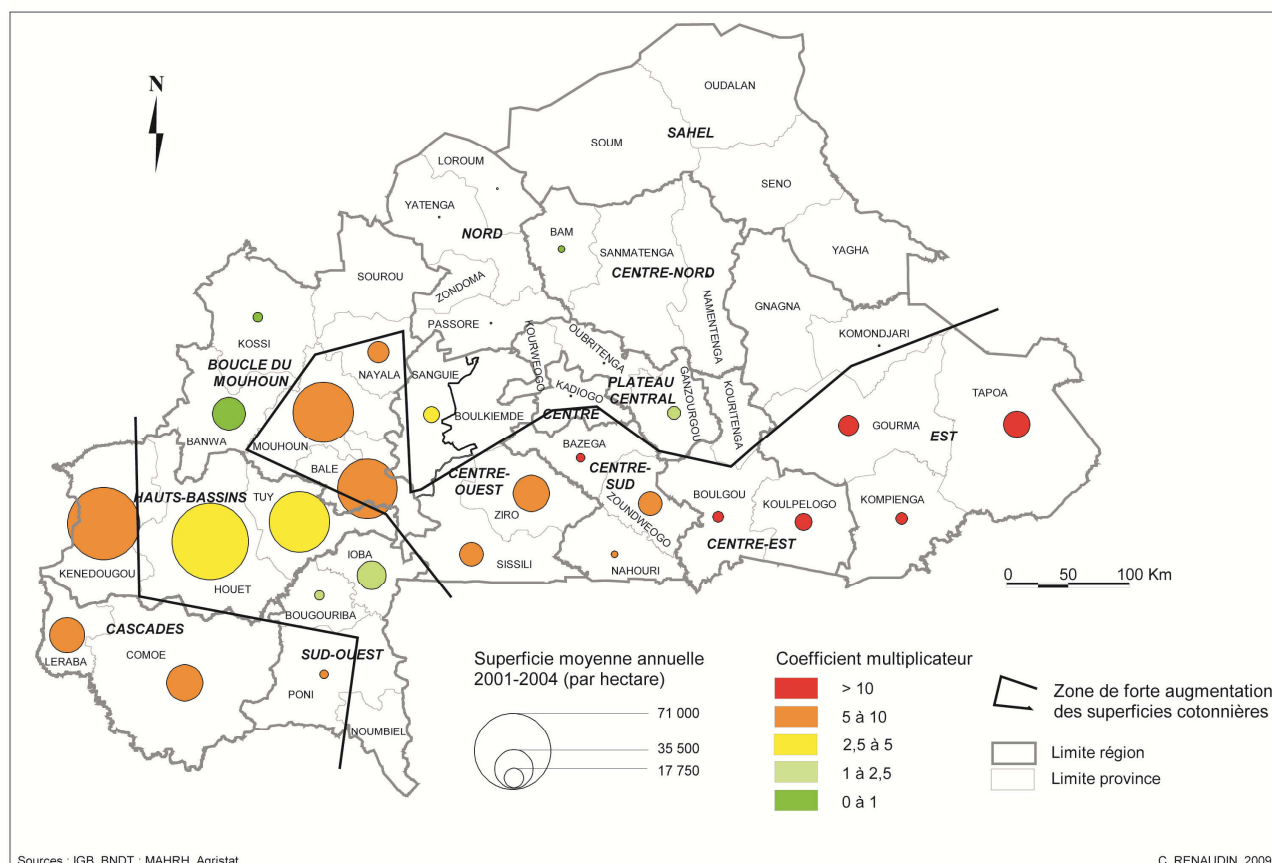 N
OUDALAN
SOUM
SAHEL
LOROUM
SENO
YATENGA
NORD
BAM
SANMATENGA
YAGHA
CENTRE-NORD
SOUROU
ZONDOMA
GNAGNA
NAMENTENGA
PASSORE
KOSSI
KOURWEOGO
OUBRITENGA
KOMONDJARI
BOUCLE DU
MOUHOUN
NAYALA
SANGUIE
PLATEAU
CENTRAL
GANZOURGOU
KOURITENGA
KADIOGO
TAPOA
BOULKIEMDE
CENTRE
GOURMA
EST
BANWA
MOUHOUN
BAZEGA
BALE
CENTRE-
OUEST
CENTRE-
SUD
HAUTS-BASSINS
TUY
ZIRO
ZOUNDWEOGO
BOULGOU
KOULPELOGO
KOMPIENGA
CENTRE-EST
IOBA
SISSILI
NAHOURI
KENEDOUGOU
HOUET
BOUGOURIBA
0 50 100 Km
CASCADES
LERABA
COMOE
SUD-OUEST
PONI
NOUMBIEL
Superficie moyenne annuelle
2001-2004 (par hectare)
71 000
35 500
17 750
Coefficient multiplicateur
> 10
5 à 10
2,5 à 5
1 à 2,5
0 à 1
Zone de forte augmentation
des superficies cotonnières
Limite région
Limite province
Sources : IGB, BNDT ; MAHRH, Agristat
C. RENAUDIN, 2009